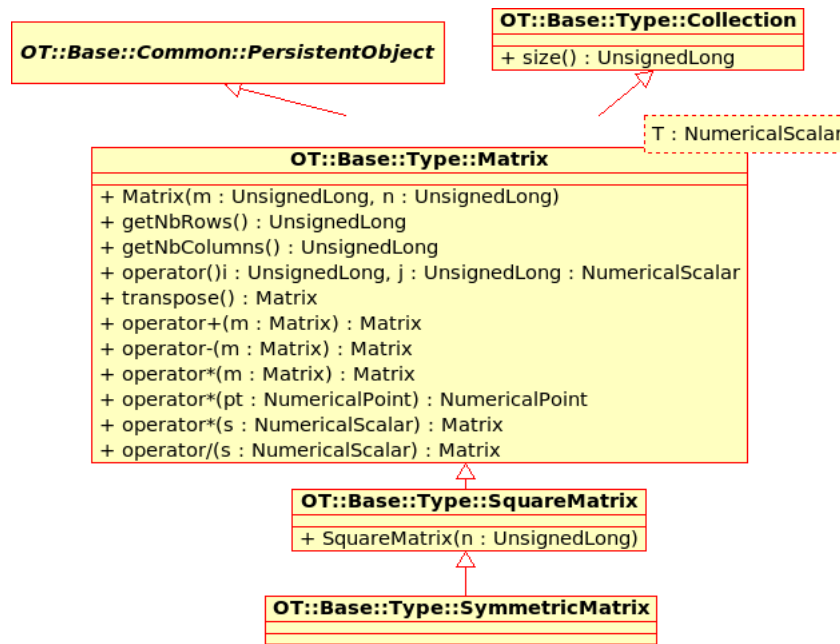 OT::Base::Common::PersistentObject
OT::Base::Type::Collection
+ size() : UnsignedLong
T : NumericalScalar
OT::Base::Type::Matrix
+ Matrix(m : UnsignedLong, n : UnsignedLong)
+ getNbRows() : UnsignedLong
+ getNbColumns() : UnsignedLong
+ operator()i : UnsignedLong, j : UnsignedLong : NumericalScalar
+ transpose() : Matrix
+ operator+(m : Matrix) : Matrix
+ operator-(m : Matrix) : Matrix
+ operator*(m : Matrix) : Matrix
+ operator*(pt : NumericalPoint) : NumericalPoint
+ operator*(s : NumericalScalar) : Matrix
+ operator/(s : NumericalScalar) : Matrix
OT::Base::Type::SquareMatrix
+ SquareMatrix(n : UnsignedLong)
OT::Base::Type::SymmetricMatrix